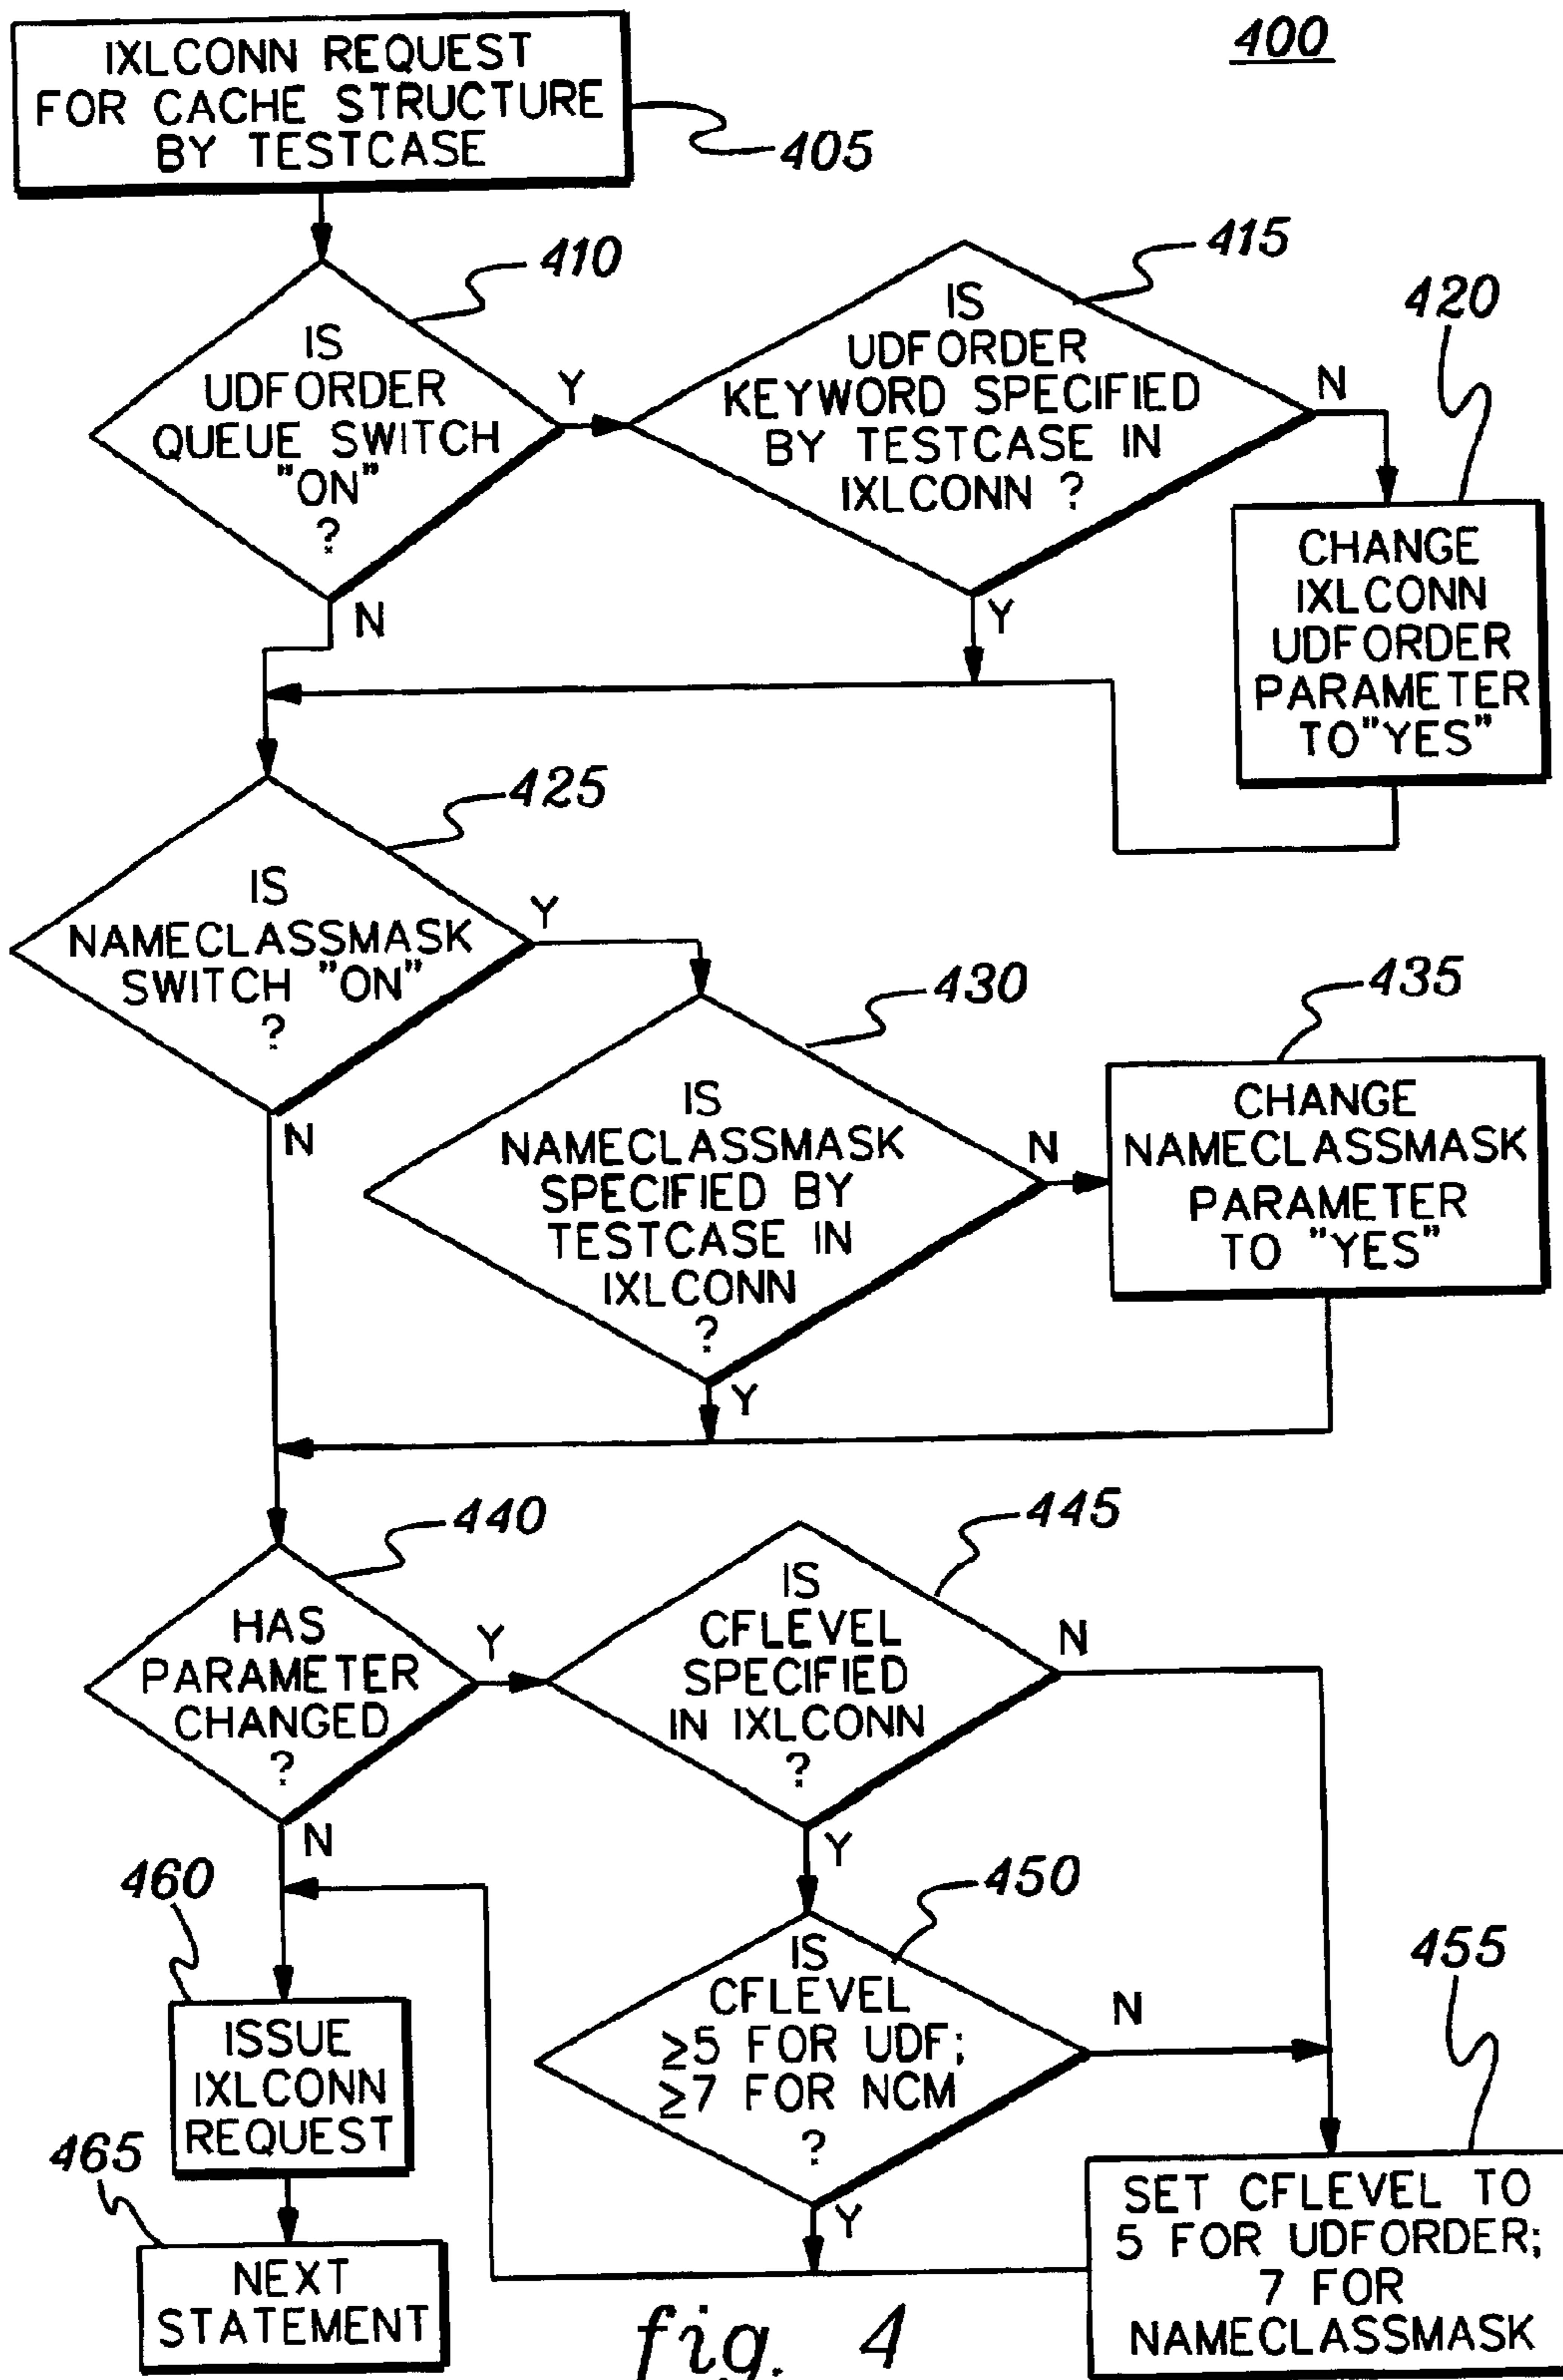 400
IXLCONN REQUEST
FOR CACHE STRUCTURE
BY TESTCASE
405
410
IS
UDFORDER
QUEUE SWITCH
"ON"
?
Y
N
415
IS
UDFORDER
KEYWORD SPECIFIED
BY TESTCASE IN
IXLCONN ?
N
Y
420
CHANGE
IXLCONN
UDFORDER
PARAMETER
TO"YES"
425
IS
NAMECLASSMASK
SWITCH "ON"
?
Y
N
430
IS
NAMECLASSMASK
SPECIFIED BY
TESTCASE IN
IXLCONN
?
N
Y
435
CHANGE
NAMECLASSMASK
PARAMETER
TO "YES"
440
HAS
PARAMETER
CHANGED
?
Y
N
445
IS
CFLEVEL
SPECIFIED
IN IXLCONN
?
N
Y
450
IS
CFLEVEL
≥5 FOR UDF;
≥7 FOR NCM
?
N
Y
455
SET CFLEVEL TO
5 FOR UDFORDER;
7 FOR
NAMECLASSMASK
460
ISSUE
IXLCONN
REQUEST
465
NEXT
STATEMENT
fig. 4